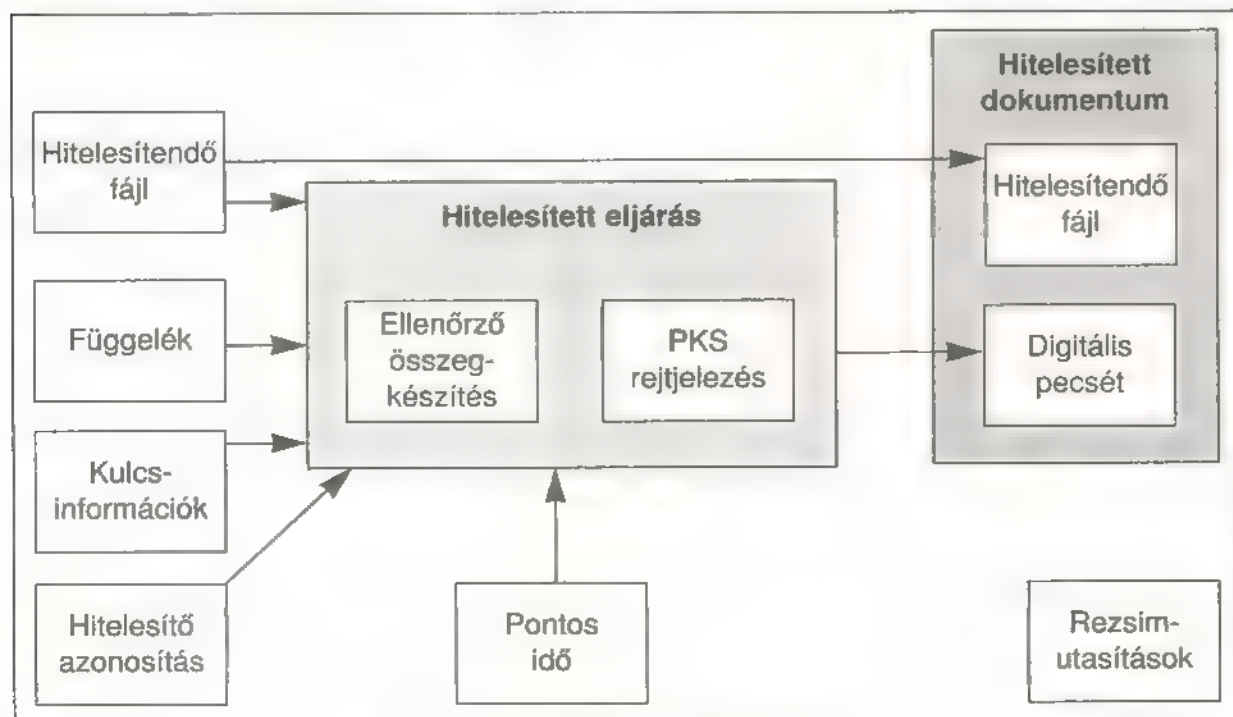 Hitelesített
dokumentum
Hitelesítendő
fájl
Hitelesítendő
fájl
Hitelesített eljárás
Függelék
Ellenőrző
összeg-
készítés
PKS
rejtjelezés
Digitális
pecsét
Kulcs-
információk
Hitelesítő
azonosítás
Pontos
idő
Rezsim-
utasítások